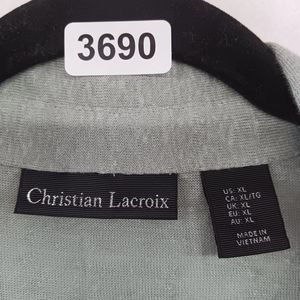 3690
Christian Lacroix
US: XL
CA: XL/TG
UK: XL
EU: XL
AU: XL
MADE IN
VIETNAM